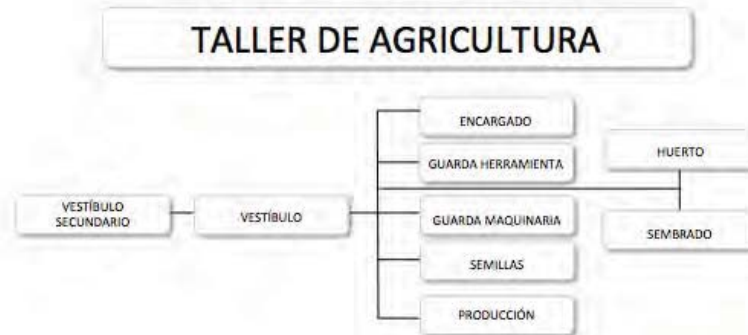 TALLER DE AGRICULTURA
ENCARGADO
GUARDA HERRAMIENTA
HUERTO
VESTÍBULO
SECUNDARIO
VESTÍBULO
GUARDA MAQUINARIA
SEMBRADO
SEMILLAS
PRODUCCIÓN